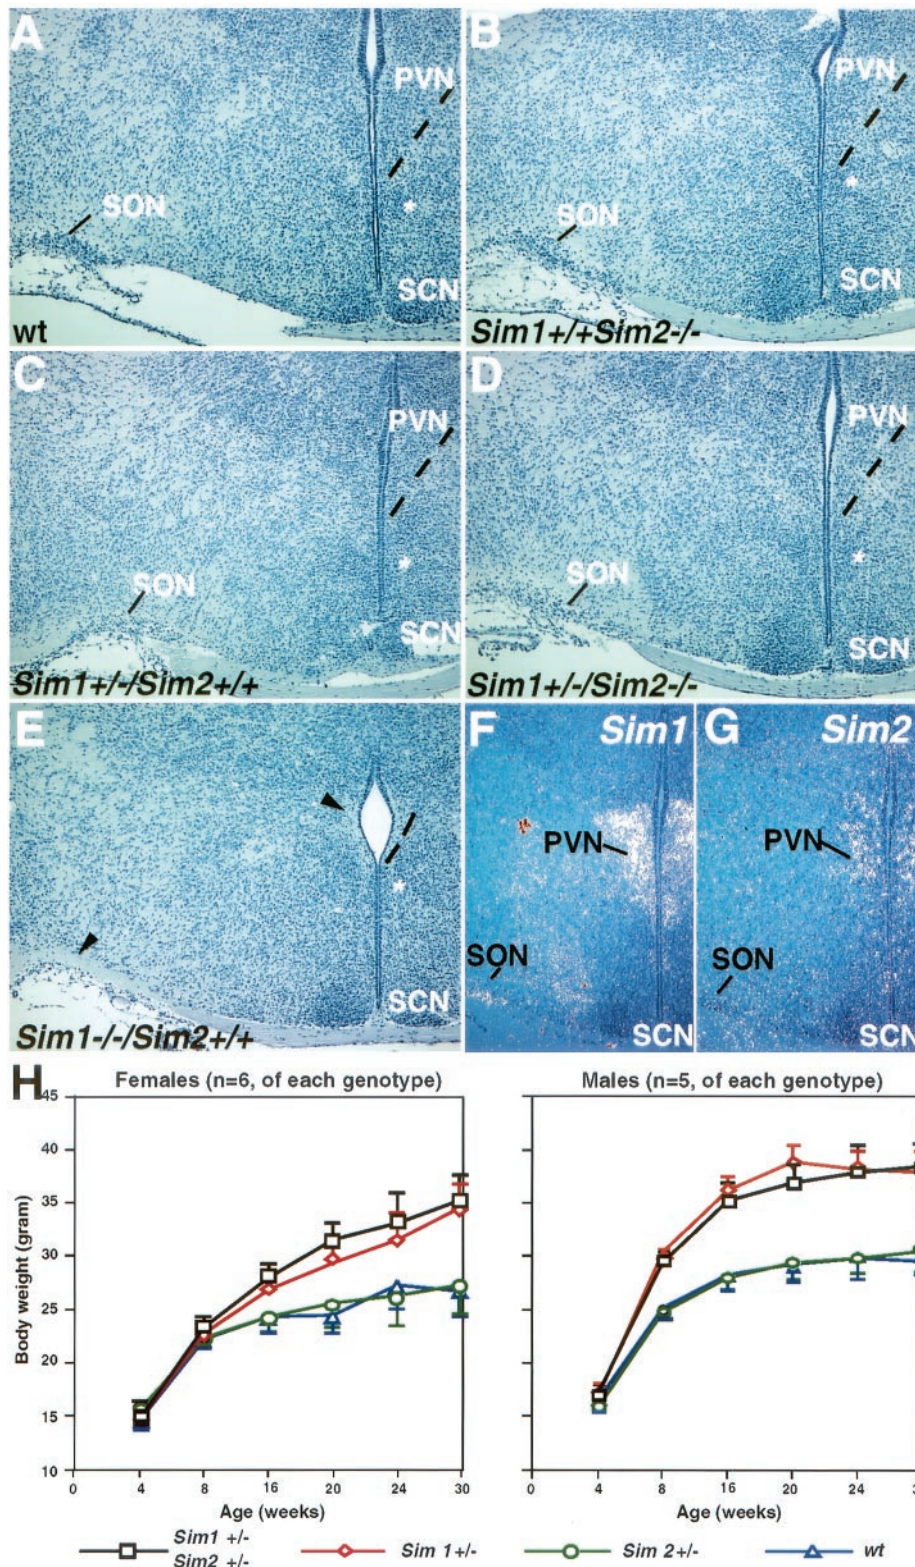 A
PVN
SON
SCN
wt
B
PVN
SON
SCN
Sim1+/+Sim2-/-
C
PVN
SON
SCN
Sim1+/-/Sim2+/+
D
PVN
SON
SCN
Sim1+/-/Sim2-/-
E
SCN
Sim1-/-/Sim2+/+
F Sim1
PVN
SON
SCN
G Sim2
PVN
SON
SCN
H
Females (n=6, of each genotype)
Males (n=5, of each genotype)
Body weight (gram)
45
40
35
30
25
20
15
10
0 4 8 16 20 24 30
Age (weeks)
0 4 8 16 20 24
Age (weeks)
Sim1 +/-
Sim2 +/-
Sim 1+/-
Sim 2+/-
wt